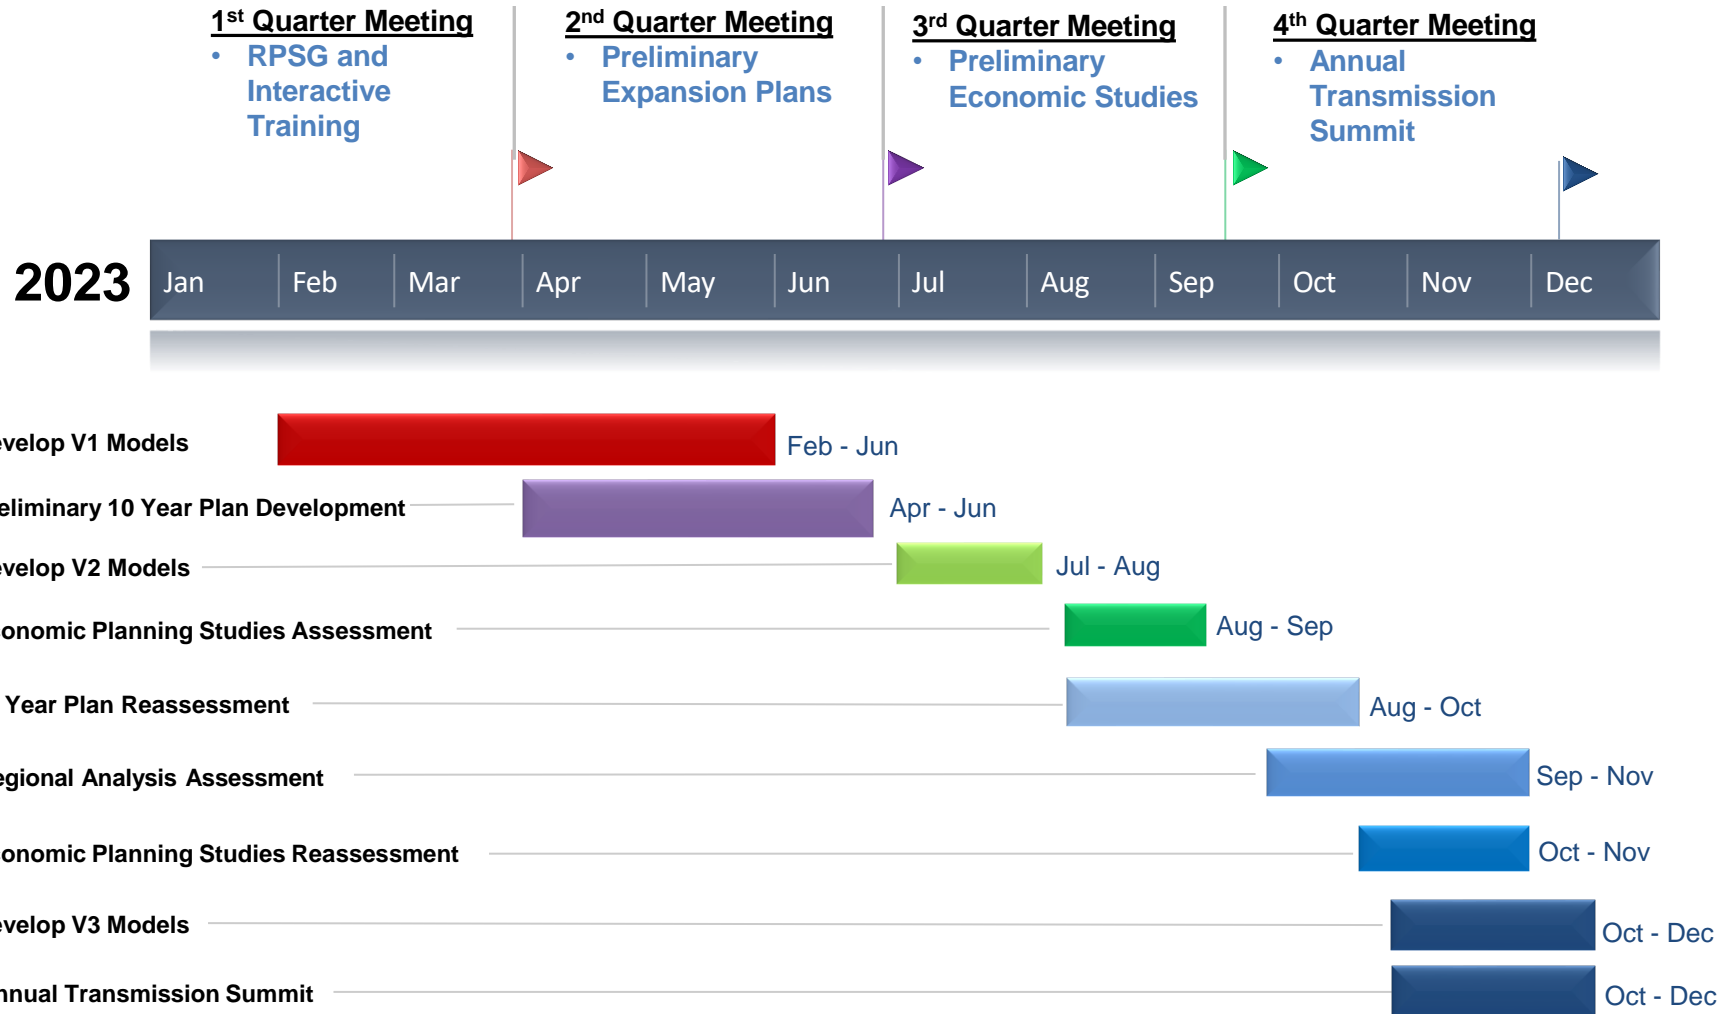 1st Quarter Meeting
• RPSG and
Interactive
Training
2nd Quarter Meeting
• Preliminary
Expansion Plans
3rd Quarter Meeting
• Preliminary
Economic Studies
4th Quarter Meeting
• Annual
Transmission
Summit
2023
Jan Feb Mar Apr May Jun Jul Aug Sep Oct Nov Dec
evelop V1 Models
Feb - Jun
eliminary 10 Year Plan Development
Apr - Jun
evelop V2 Models
Jul - Aug
onomic Planning Studies Assessment
Aug - Sep
Year Plan Reassessment
Aug - Oct
egional Analysis Assessment
Sep - Nov
onomic Planning Studies Reassessment
Oct - Nov
evelop V3 Models
Oct - Dec
nnual Transmission Summit
Oct - Dec